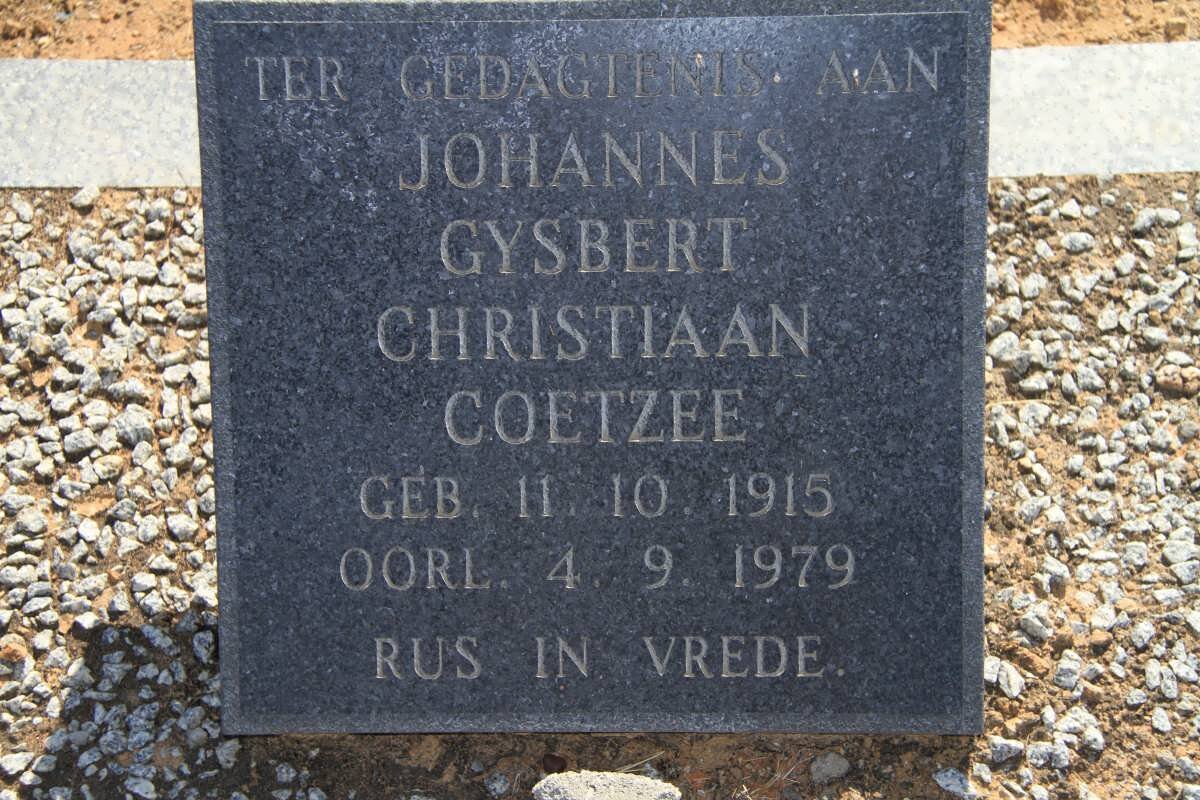 TER GEDAGTENIS AAN
JOHANNES
GYSBERT
CHRISTIAAN
COETZEE
GEB. 11. 10. 1915
OORL. 4. 9. 1979
RUS IN VREDE.